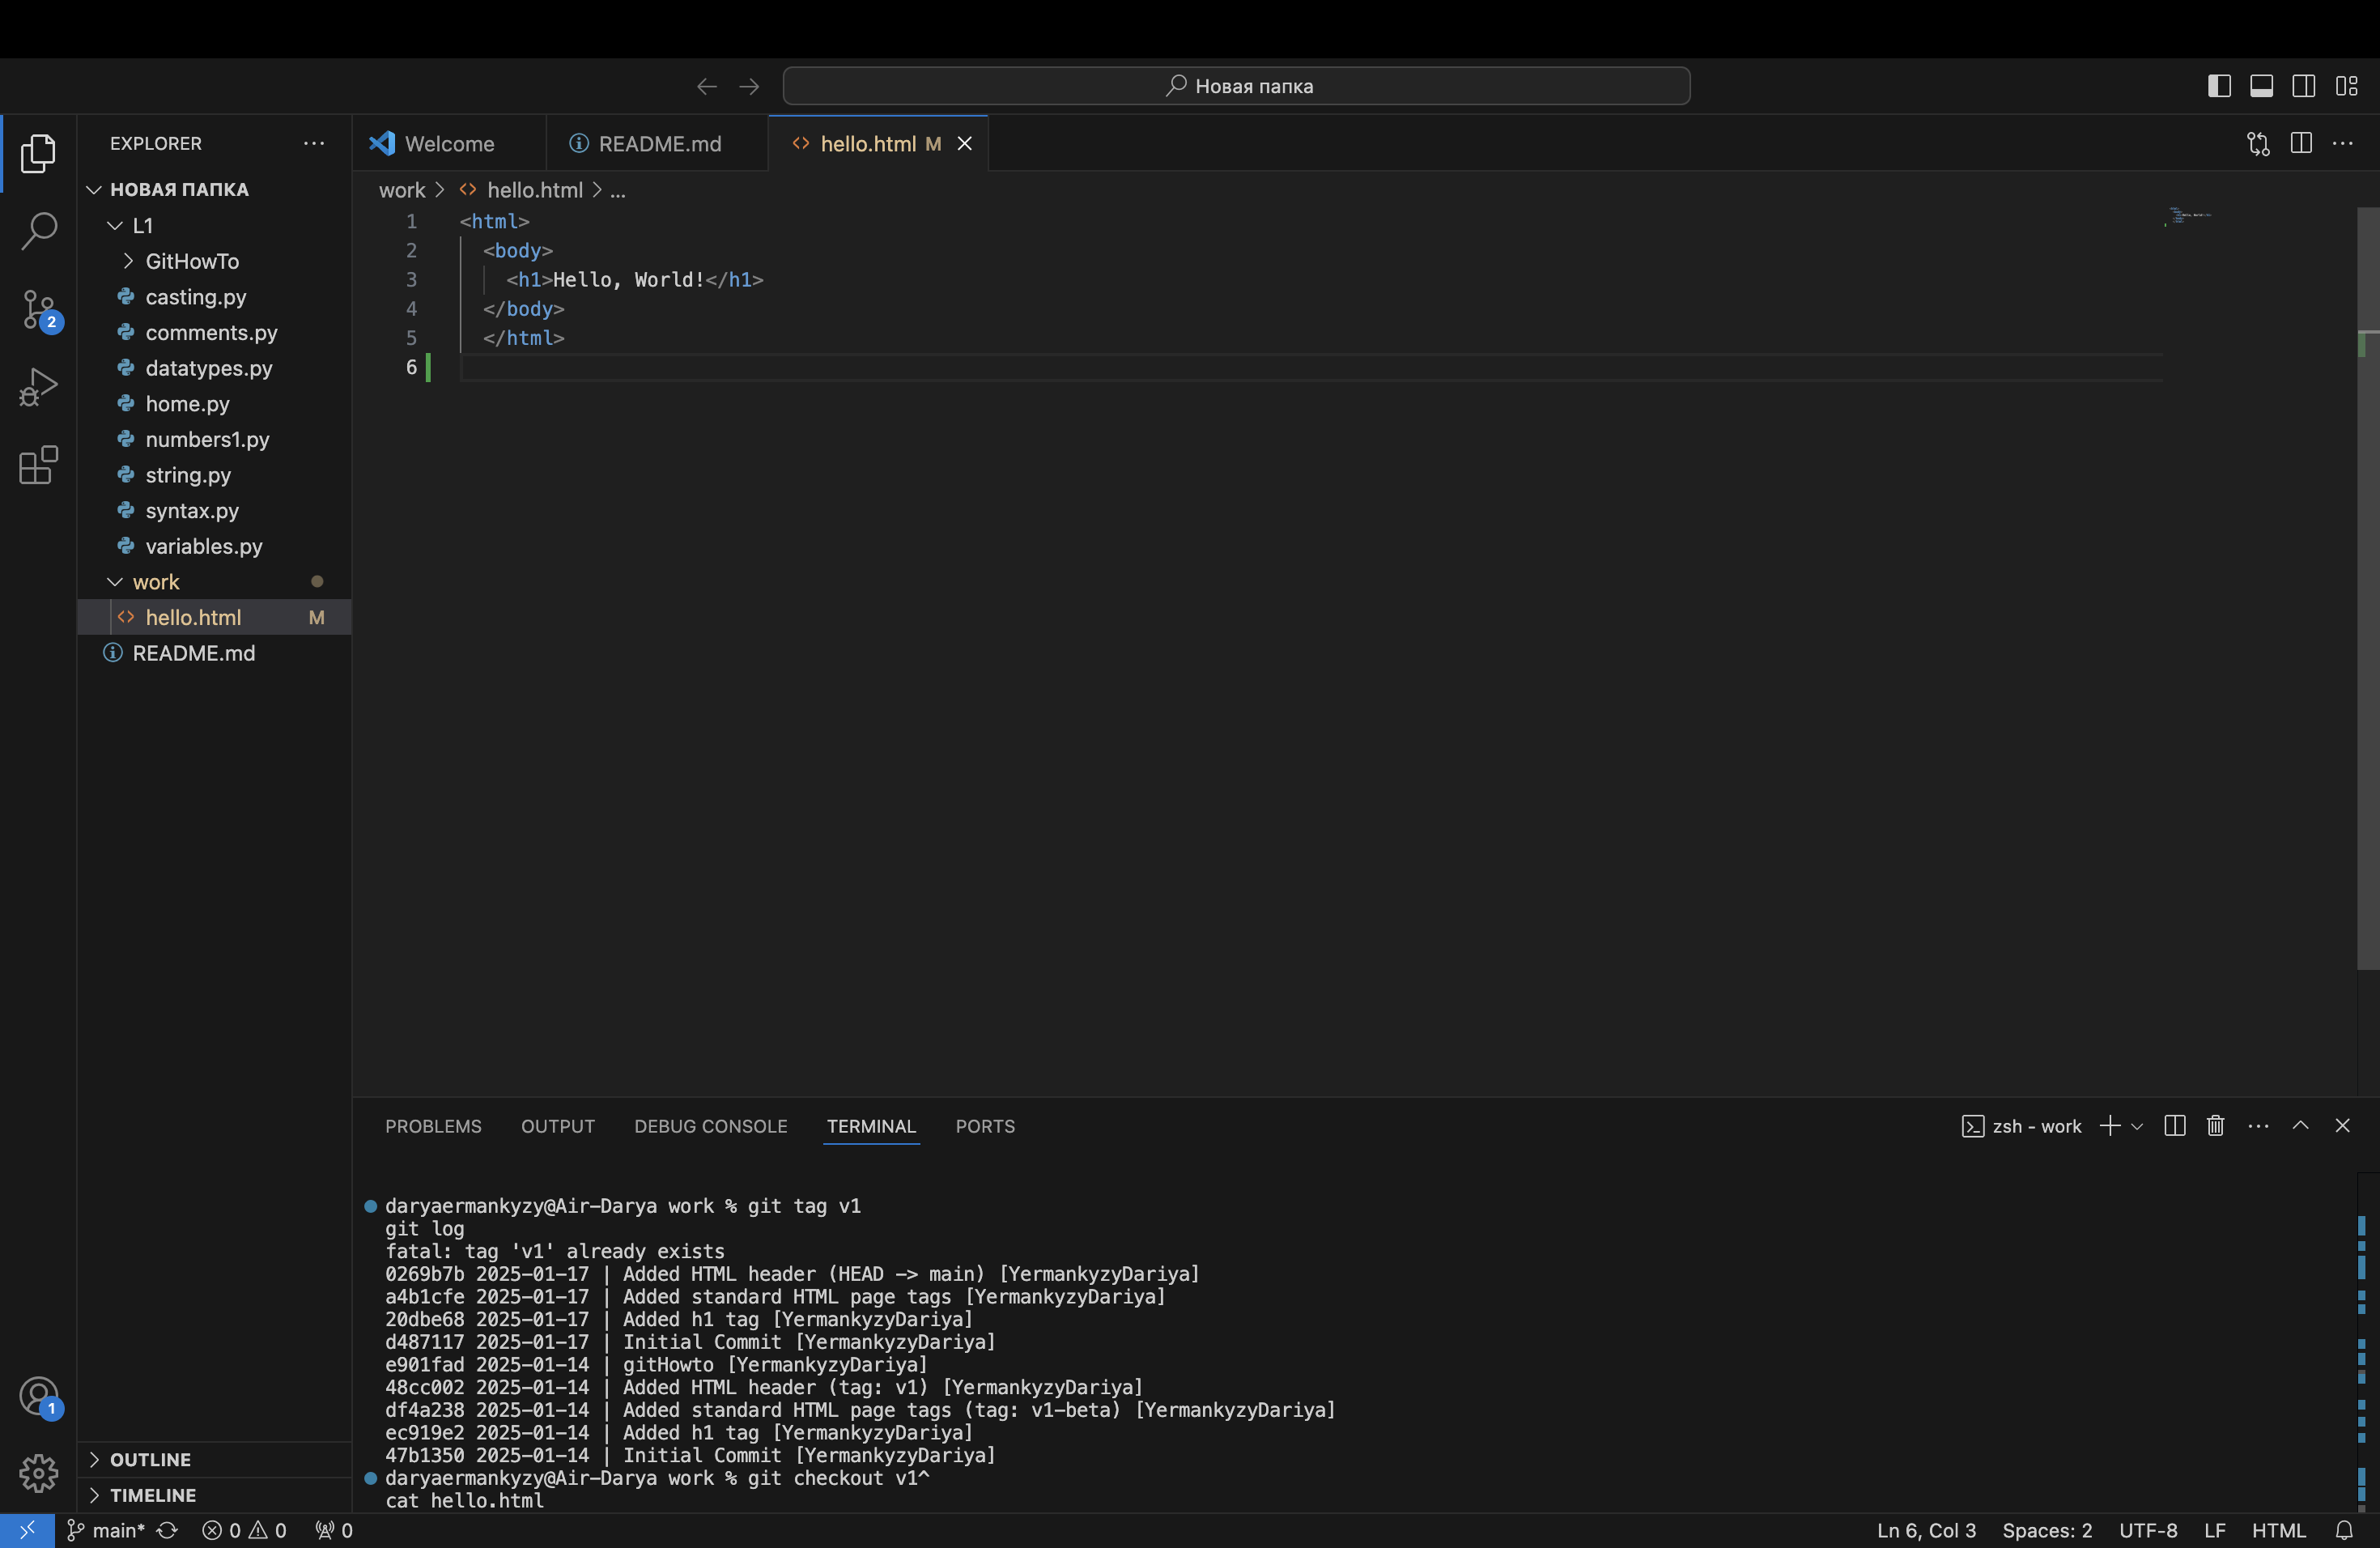 Новая папка
EXPLORER
НОВАЯ ПАПКА
L1
GitHowTo
casting.py
comments.py
datatypes.py
home.py
numbers1.py
string.py
syntax.py
variables.py
work
hello.html M
README.md
OUTLINE
TIMELINE
2
1
Welcome
README.md
hello.html M
work > hello.html > ...
1 <html>
2 <body>
3 <h1>Hello, World!</h1>
4 </body>
5 </html>
6
PROBLEMS OUTPUT DEBUG CONSOLE TERMINAL PORTS
zsh - work
daryaermankyzy@Air-Darya work % git tag v1
git log
fatal: tag 'v1' already exists
0269b7b 2025-01-17 | Added HTML header (HEAD -> main) [YermankyzyDariya]
a4b1cfe 2025-01-17 | Added standard HTML page tags [YermankyzyDariya]
20dbe68 2025-01-17 | Added h1 tag [YermankyzyDariya]
d487117 2025-01-17 | Initial Commit [YermankyzyDariya]
e901fad 2025-01-14 | gitHowto [YermankyzyDariya]
48cc002 2025-01-14 | Added HTML header (tag: v1) [YermankyzyDariya]
df4a238 2025-01-14 | Added standard HTML page tags (tag: v1-beta) [YermankyzyDariya]
ec919e2 2025-01-14 | Added h1 tag [YermankyzyDariya]
47b1350 2025-01-14 | Initial Commit [YermankyzyDariya]
daryaermankyzy@Air-Darya work % git checkout v1^
cat hello.html
main* 0 0 0 Ln 6, Col 3 Spaces: 2 UTF-8 LF HTML